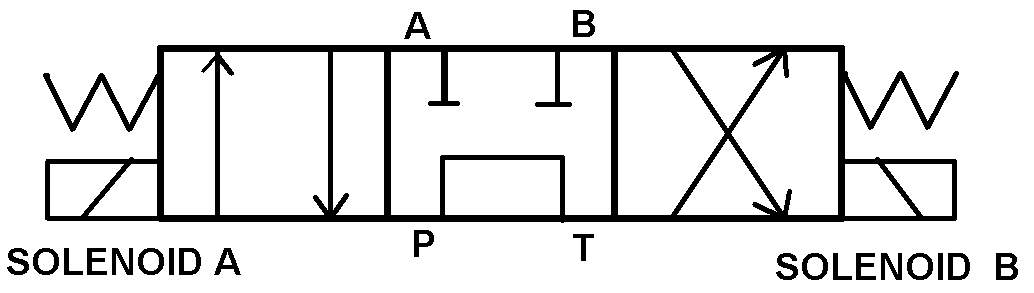 A B
P T
SOLENOID A
SOLENOID B